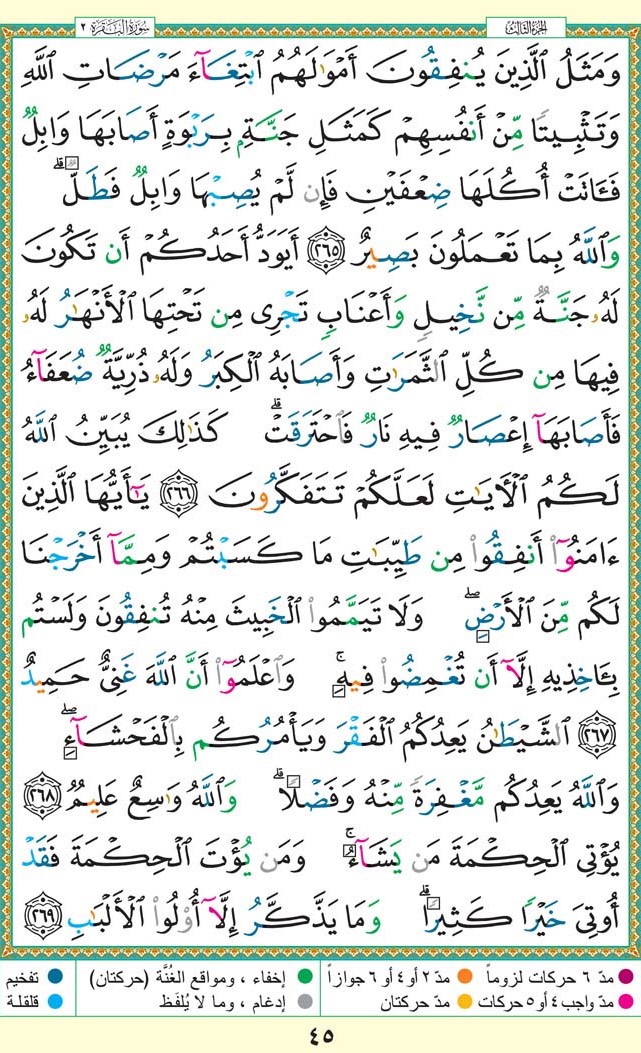 الجزء الثالث
سورة البقرة ٢
وَمَثَلُ ٱلَّذِينَ يُنفِقُونَ أَمْوَٰلَهُمُ ٱبْتِغَآءَ مَرْضَاتِ ٱللَّهِ
وَتَثْبِيتًا مِّنْ أَنفُسِهِمْ كَمَثَلِ جَنَّةٍۭ بِرَبْوَةٍ أَصَابَهَا وَابِلٌ
فَـَٔاتَتْ أُكُلَهَا ضِعْفَيْنِ فَإِن لَّمْ يُصِبْهَا وَابِلٌ فَطَلٌّ ۗ
وَٱللَّهُ بِمَا تَعْمَلُونَ بَصِيرٌ ٢٦٥ أَيَوَدُّ أَحَدُكُمْ أَن تَكُونَ
لَهُۥ جَنَّةٌ مِّن نَّخِيلٍ وَأَعْنَابٍ تَجْرِى مِن تَحْتِهَا ٱلْأَنْهَٰرُ لَهُۥ
فِيهَا مِن كُلِّ ٱلثَّمَرَٰتِ وَأَصَابَهُ ٱلْكِبَرُ وَلَهُۥ ذُرِّيَّةٌ ضُعَفَآءُ
فَأَصَابَهَآ إِعْصَارٌ فِيهِ نَارٌ فَٱحْتَرَقَتْ ۗ كَذَٰلِكَ يُبَيِّنُ ٱللَّهُ
لَكُمُ ٱلْـَٔايَٰتِ لَعَلَّكُمْ تَتَفَكَّرُونَ ٢٦٦ يَٰٓأَيُّهَا ٱلَّذِينَ
ءَامَنُوٓا۟ أَنفِقُوا۟ مِن طَيِّبَٰتِ مَا كَسَبْتُمْ وَمِمَّآ أَخْرَجْنَا
لَكُم مِّنَ ٱلْأَرْضِ ۖ وَلَا تَيَمَّمُوا۟ ٱلْخَبِيثَ مِنْهُ تُنفِقُونَ وَلَسْتُم
بِـَٔاخِذِيهِ إِلَّآ أَن تُغْمِضُوا۟ فِيهِ ۚ وَٱعْلَمُوٓا۟ أَنَّ ٱللَّهَ غَنِىٌّ حَمِيدٌ
٢٦٧ ٱلشَّيْطَٰنُ يَعِدُكُمُ ٱلْفَقْرَ وَيَأْمُرُكُم بِٱلْفَحْشَآءِ ۖ
وَٱللَّهُ يَعِدُكُم مَّغْفِرَةً مِّنْهُ وَفَضْلًا ۗ وَٱللَّهُ وَٰسِعٌ عَلِيمٌ ٢٦٨
يُؤْتِى ٱلْحِكْمَةَ مَن يَشَآءُ ۚ وَمَن يُؤْتَ ٱلْحِكْمَةَ فَقَدْ
أُوتِىَ خَيْرًا كَثِيرًا ۗ وَمَا يَذَّكَّرُ إِلَّآ أُو۟لُوا۟ ٱلْأَلْبَٰبِ ٢٦٩
مدّ ٦ حركات لزوماً مدّ ٢ أو ٤ أو ٦ جوازاً إخفاء ، ومواقع الغُنَّة (حركتان) تفخيم
مدّ واجب ٤ أو ٥ حركات مدّ حركتان إدغام ، وما لا يُلفَظ قلقلة
٤٥